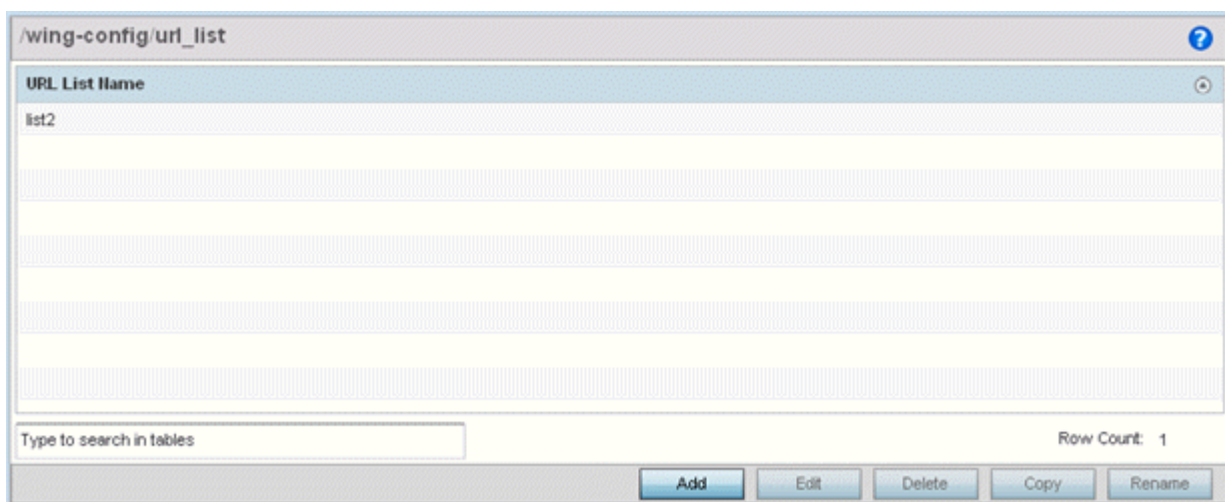 /wing-config/url_list
URL List Name
list2
Type to search in tables
Row Count: 1
Add Edit Delete Copy Rename